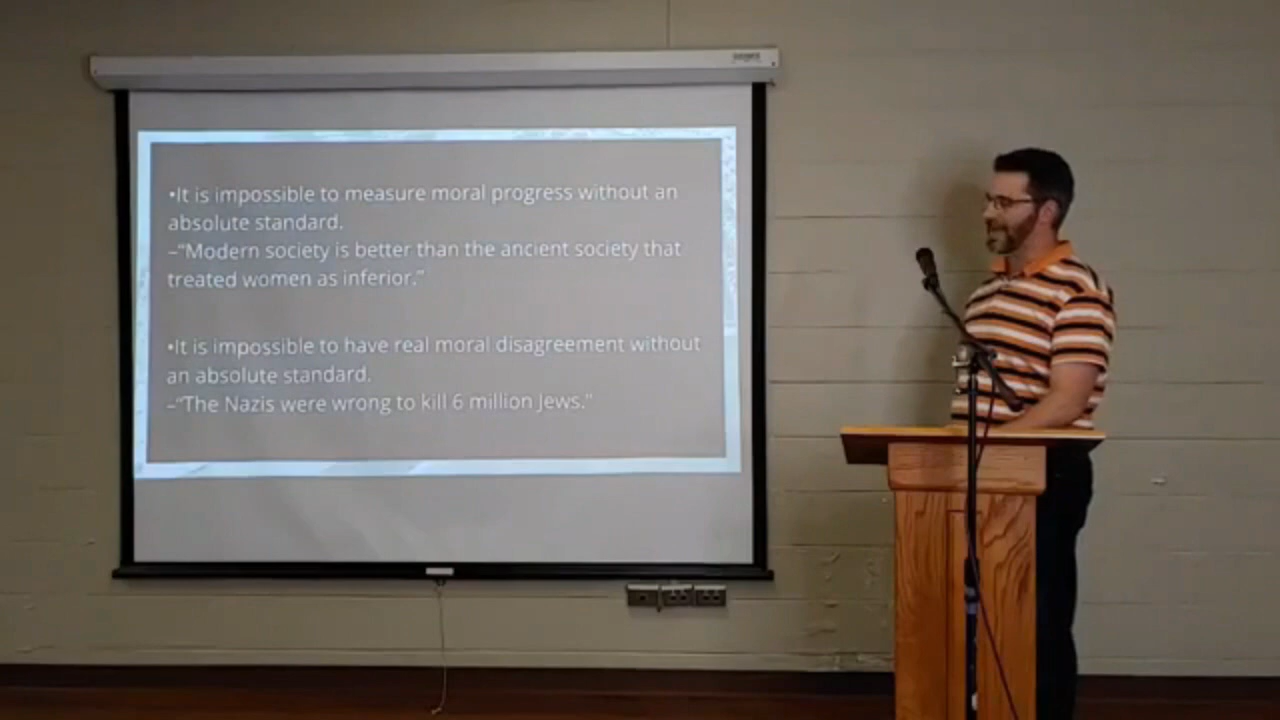 •It is impossible to measure moral progress without an
absolute standard.
–“Modern society is better than the ancient society that
treated women as inferior.”
•It is impossible to have real moral disagreement without
an absolute standard.
–“The Nazis were wrong to kill 6 million Jews.”